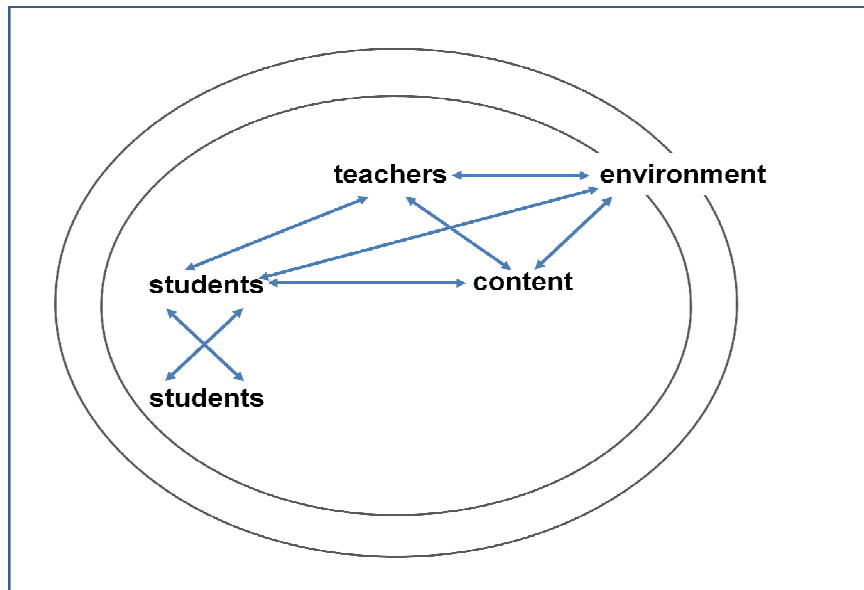 teachers
environment
students
content
students